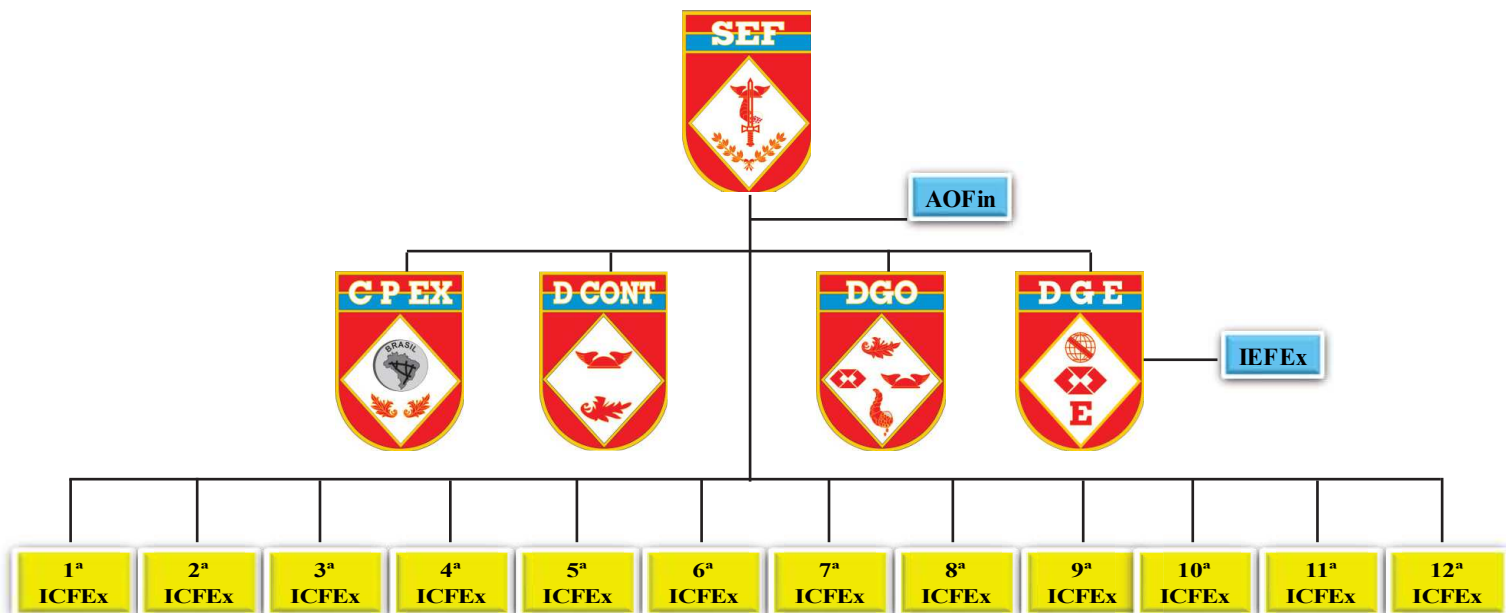 SEF
AOFin
C P EX
D CONT
DGO
D G E
BRASIL
E
IEFEx
1ª
ICFEx
2ª
ICFEx
3ª
ICFEx
4ª
ICFEx
5ª
ICFEx
6ª
ICFEx
7ª
ICFEx
8ª
ICFEx
9ª
ICFEx
10ª
ICFEx
11ª
ICFEx
12ª
ICFEx